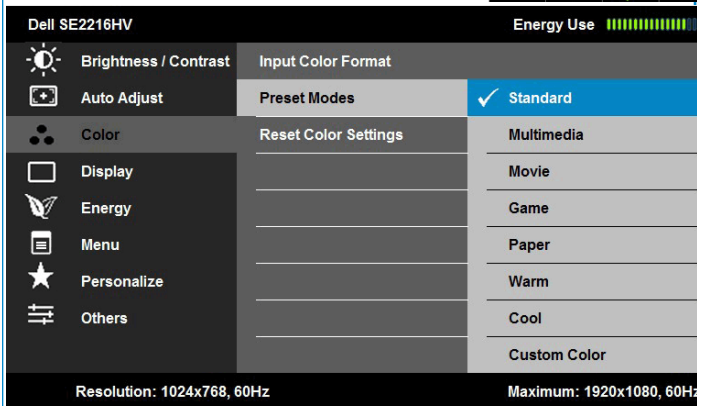 Dell SE2216HV Energy Use
Brightness / Contrast Input Color Format
Auto Adjust Preset Modes Standard
Color Reset Color Settings Multimedia
Display Movie
Energy Game
Menu Paper
Personalize Warm
Others Cool
Custom Color
Resolution: 1024x768, 60Hz Maximum: 1920x1080, 60Hz